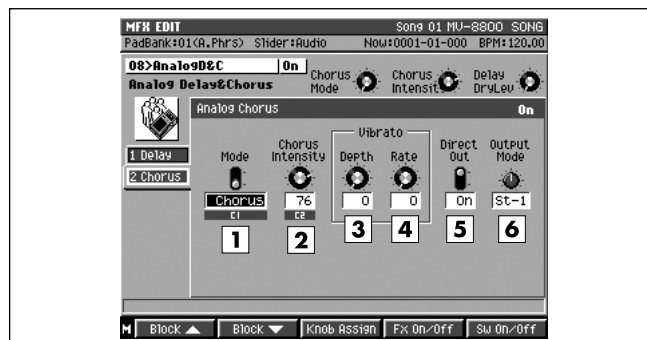 MFX EDIT Song 01 MV-8800 SONG
PadBank:01(A.Phrs) Slider:Audio Now:0001-01-000 BPM:120.00
08>AnalogD&C On
Analog Delay&Chorus
Chorus Mode
Chorus Intensit
Delay DryLev
Analog Chorus On
1 Delay
2 Chorus
Vibrato
Mode
Chorus Intensity
Depth
Rate
Direct Out
Output Mode
Chorus 76 0 0 On St-1
C1 C2
1 2 3 4 5 6
M Block ▲ Block ▼ Knob Assign Fx On/Off Sw On/Off